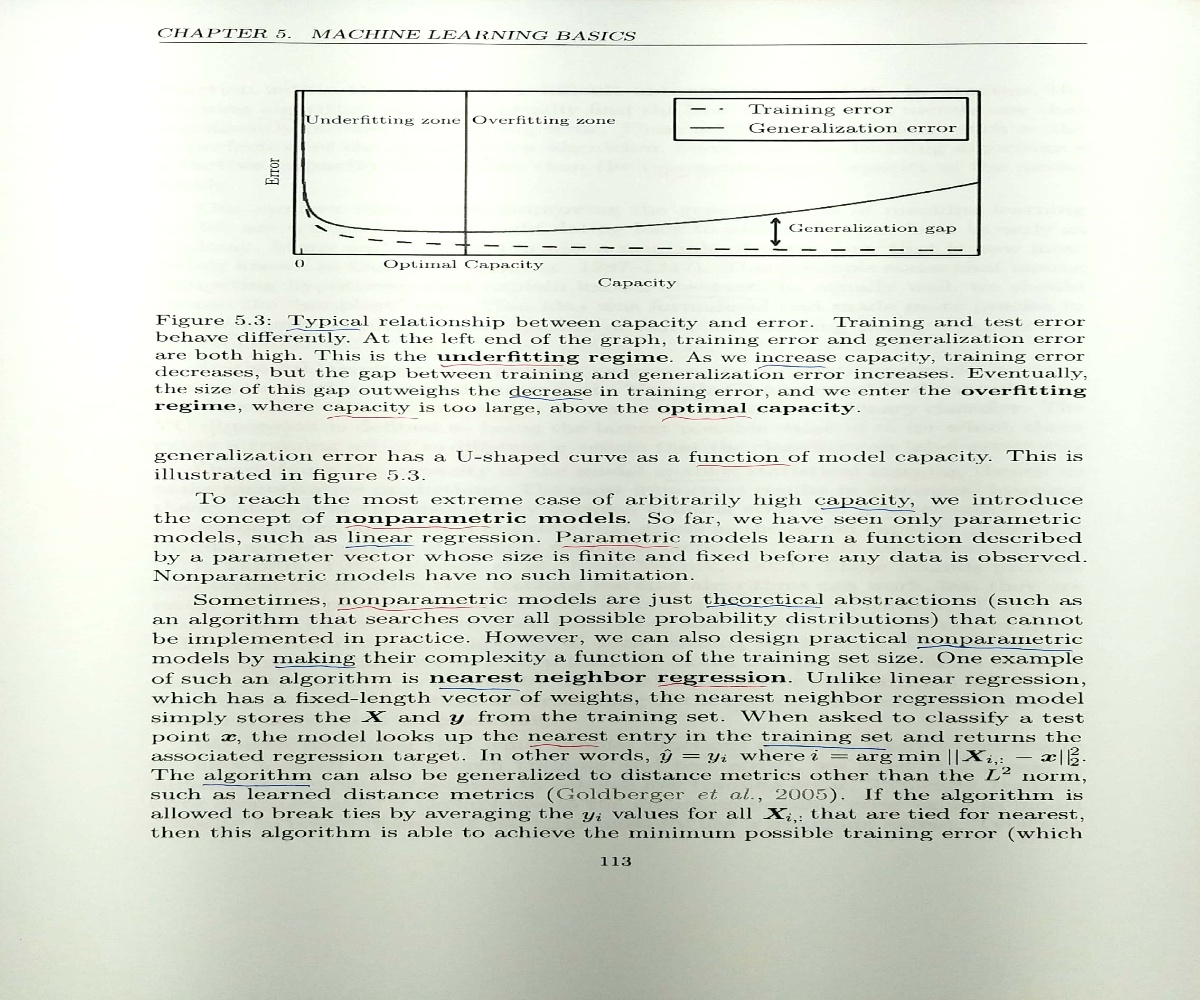 CHAPTER 5. MACHINE LEARNING BASICS
Training error
Generalization error
Underfitting zone Overfitting zone
Error
Generalization gap
0 Optimal Capacity
Capacity
Figure 5.3: Typical relationship between capacity and error. Training and test error
behave differently. At the left end of the graph, training error and generalization error
are both high. This is the underfitting regime. As we increase capacity, training error
decreases, but the gap between training and generalization error increases. Eventually,
the size of this gap outweighs the decrease in training error, and we enter the overfitting
regime, where capacity is too large, above the optimal capacity.
generalization error has a U-shaped curve as a function of model capacity. This is
illustrated in figure 5.3.
To reach the most extreme case of arbitrarily high capacity, we introduce
the concept of nonparametric models. So far, we have seen only parametric
models, such as linear regression. Parametric models learn a function described
by a parameter vector whose size is finite and fixed before any data is observed.
Nonparametric models have no such limitation.
Sometimes, nonparametric models are just theoretical abstractions (such as
an algorithm that searches over all possible probability distributions) that cannot
be implemented in practice. However, we can also design practical nonparametric
models by making their complexity a function of the training set size. One example
of such an algorithm is nearest neighbor regression. Unlike linear regression,
which has a fixed-length vector of weights, the nearest neighbor regression model
simply stores the X and y from the training set. When asked to classify a test
point x, the model looks up the nearest entry in the training set and returns the
associated regression target. In other words, ŷ = yᵢ where i = arg min ||Xᵢ,: − x||₂².
The algorithm can also be generalized to distance metrics other than the L² norm,
such as learned distance metrics (Goldberger et al., 2005). If the algorithm is
allowed to break ties by averaging the yᵢ values for all Xᵢ,: that are tied for nearest,
then this algorithm is able to achieve the minimum possible training error (which
113